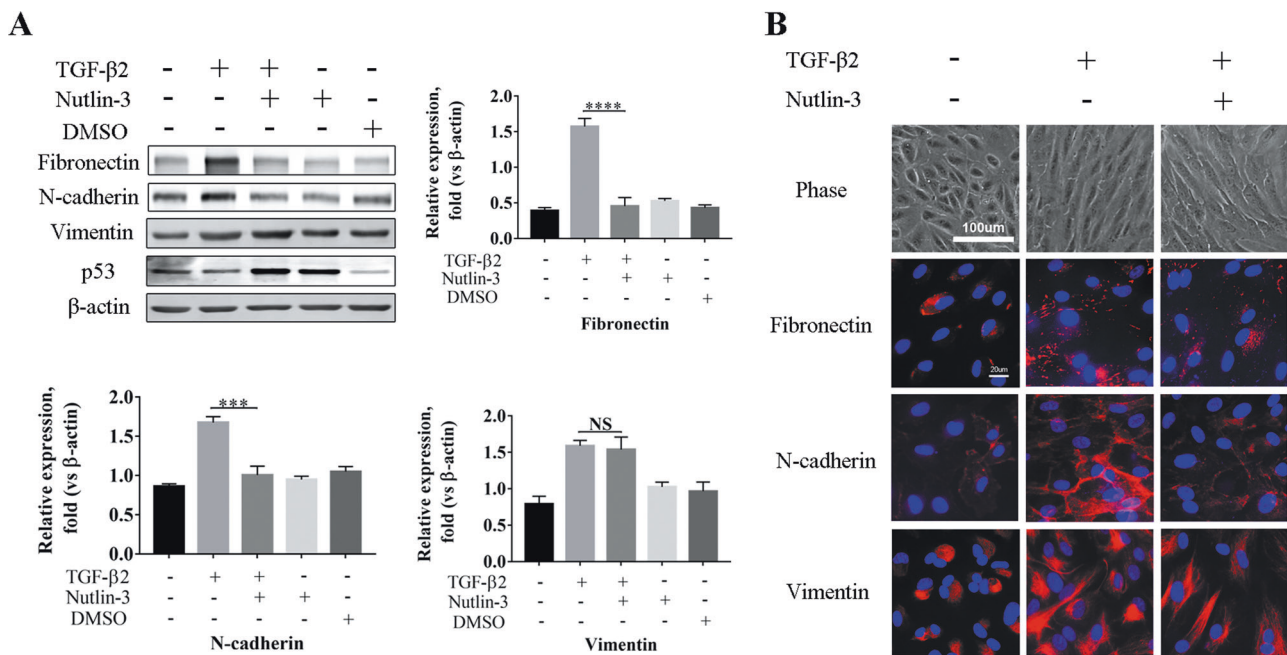 A
TGF-β2 - + + - -
Nutlin-3 - - + + -
DMSO - - - - +
Fibronectin
N-cadherin
Vimentin
p53
β-actin
Relative expression,
fold (vs β-actin)
2.0
1.5
1.0
0.5
0.0
****
TGF-β2 - + + - -
Nutlin-3 - - + + -
DMSO - - - - +
Fibronectin
Relative expression,
fold (vs β-actin)
2.0
1.5
1.0
0.5
0.0
***
TGF-β2 - + + - -
Nutlin-3 - - + + -
DMSO - - - - +
N-cadherin
Relative expression,
fold (vs β-actin)
2.0
1.5
1.0
0.5
0.0
NS
TGF-β2 - + + - -
Nutlin-3 - - + + -
DMSO - - - - +
Vimentin
B
TGF-β2 - + +
Nutlin-3 - - +
Phase
100um
Fibronectin
20um
N-cadherin
Vimentin